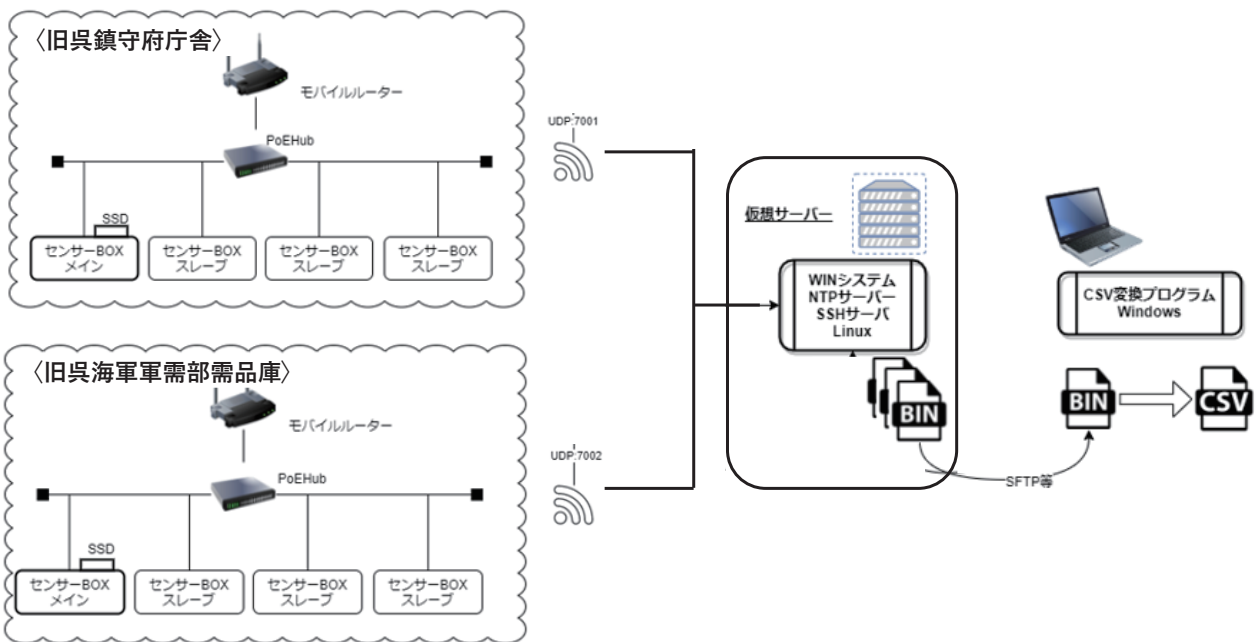 〈旧呉鎮守府庁舎〉
モバイルルーター
PoEHub
SSD
センサーBOX
メイン
センサーBOX
スレーブ
センサーBOX
スレーブ
センサーBOX
スレーブ
UDP:7001
〈旧呉海軍軍需部需品庫〉
モバイルルーター
PoEHub
SSD
センサーBOX
メイン
センサーBOX
スレーブ
センサーBOX
スレーブ
センサーBOX
スレーブ
UDP:7002
仮想サーバー
WINシステム
NTPサーバー
SSHサーバ
Linux
BIN
SFTP等
CSV変換プログラム
Windows
BIN
CSV